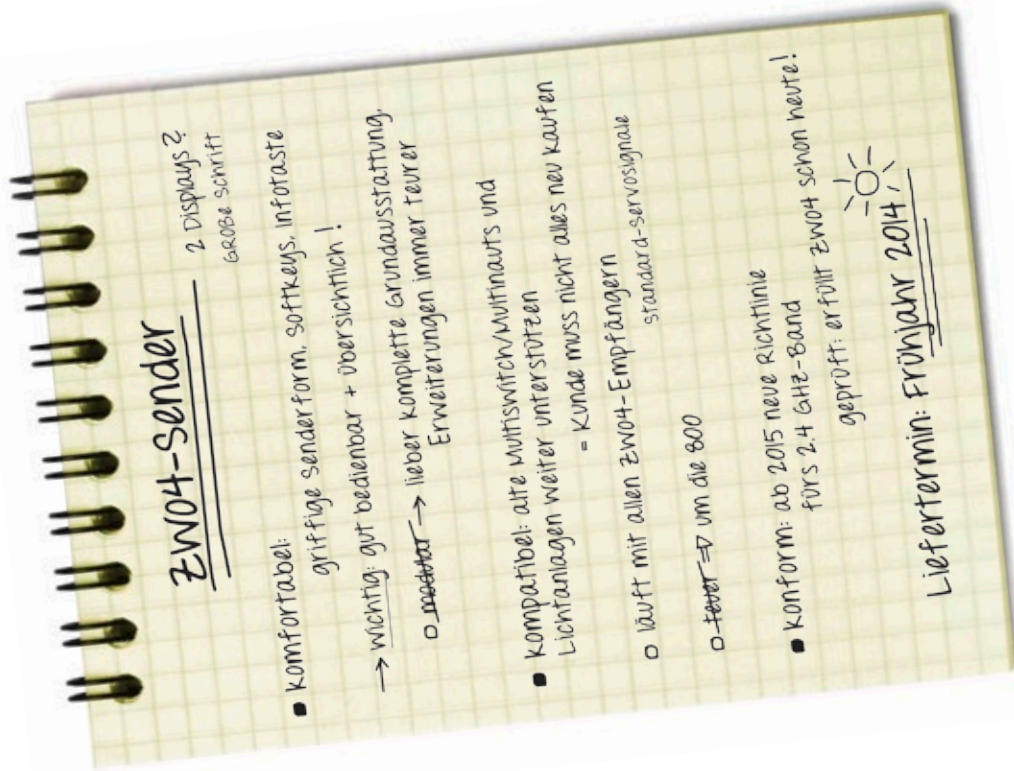 ZWO4-Sender
2 Displays?
GROßE Schrift
▪ komfortabel:
griffige Senderform, Softkeys, Infotaste
→ wichtig: gut bedienbar + übersichtlich!
o modular → lieber komplette Grundausstattung,
Erweiterungen immer teurer
▪ kompatibel: alte Mutiswitch/Multinauts und
Lichtanlagen weiter unterstützen
= Kunde muss nicht alles neu kaufen
o läuft mit allen ZWO4-Empfängern
standard-Servosignale
o teuer ⇒ um die 800
▪ konform: ab 2015 neue Richtlinie
fürs 2.4 GHz-Band
geprüft: erfüllt ZWO4 schon heute!
Liefertermin: Frühjahr 2014